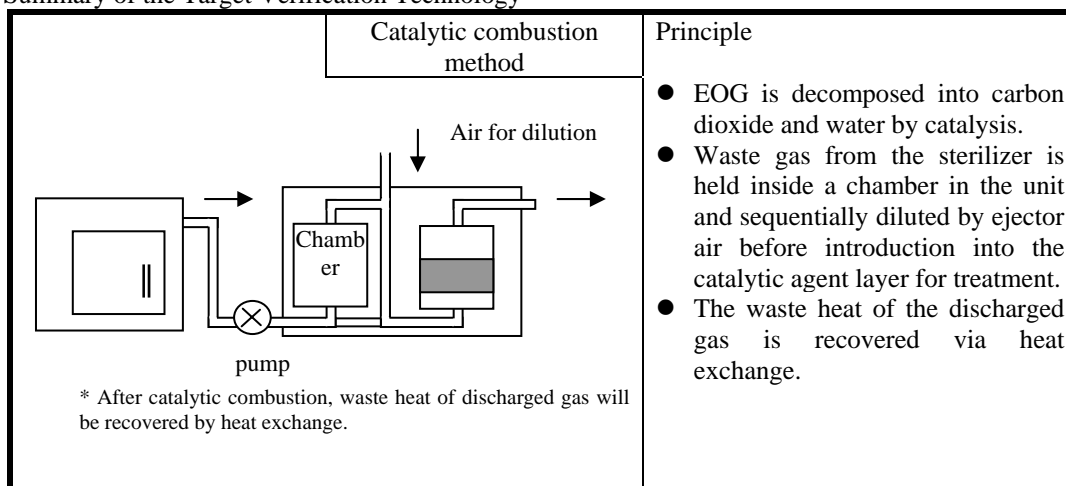 Summary of the Target Verification Technology
Catalytic combustion
method
Air for dilution
Chamb
er
pump
* After catalytic combustion, waste heat of discharged gas will
be recovered by heat exchange.
Principle
● EOG is decomposed into carbon
dioxide and water by catalysis.
● Waste gas from the sterilizer is
held inside a chamber in the unit
and sequentially diluted by ejector
air before introduction into the
catalytic agent layer for treatment.
● The waste heat of the discharged
gas is recovered via heat
exchange.